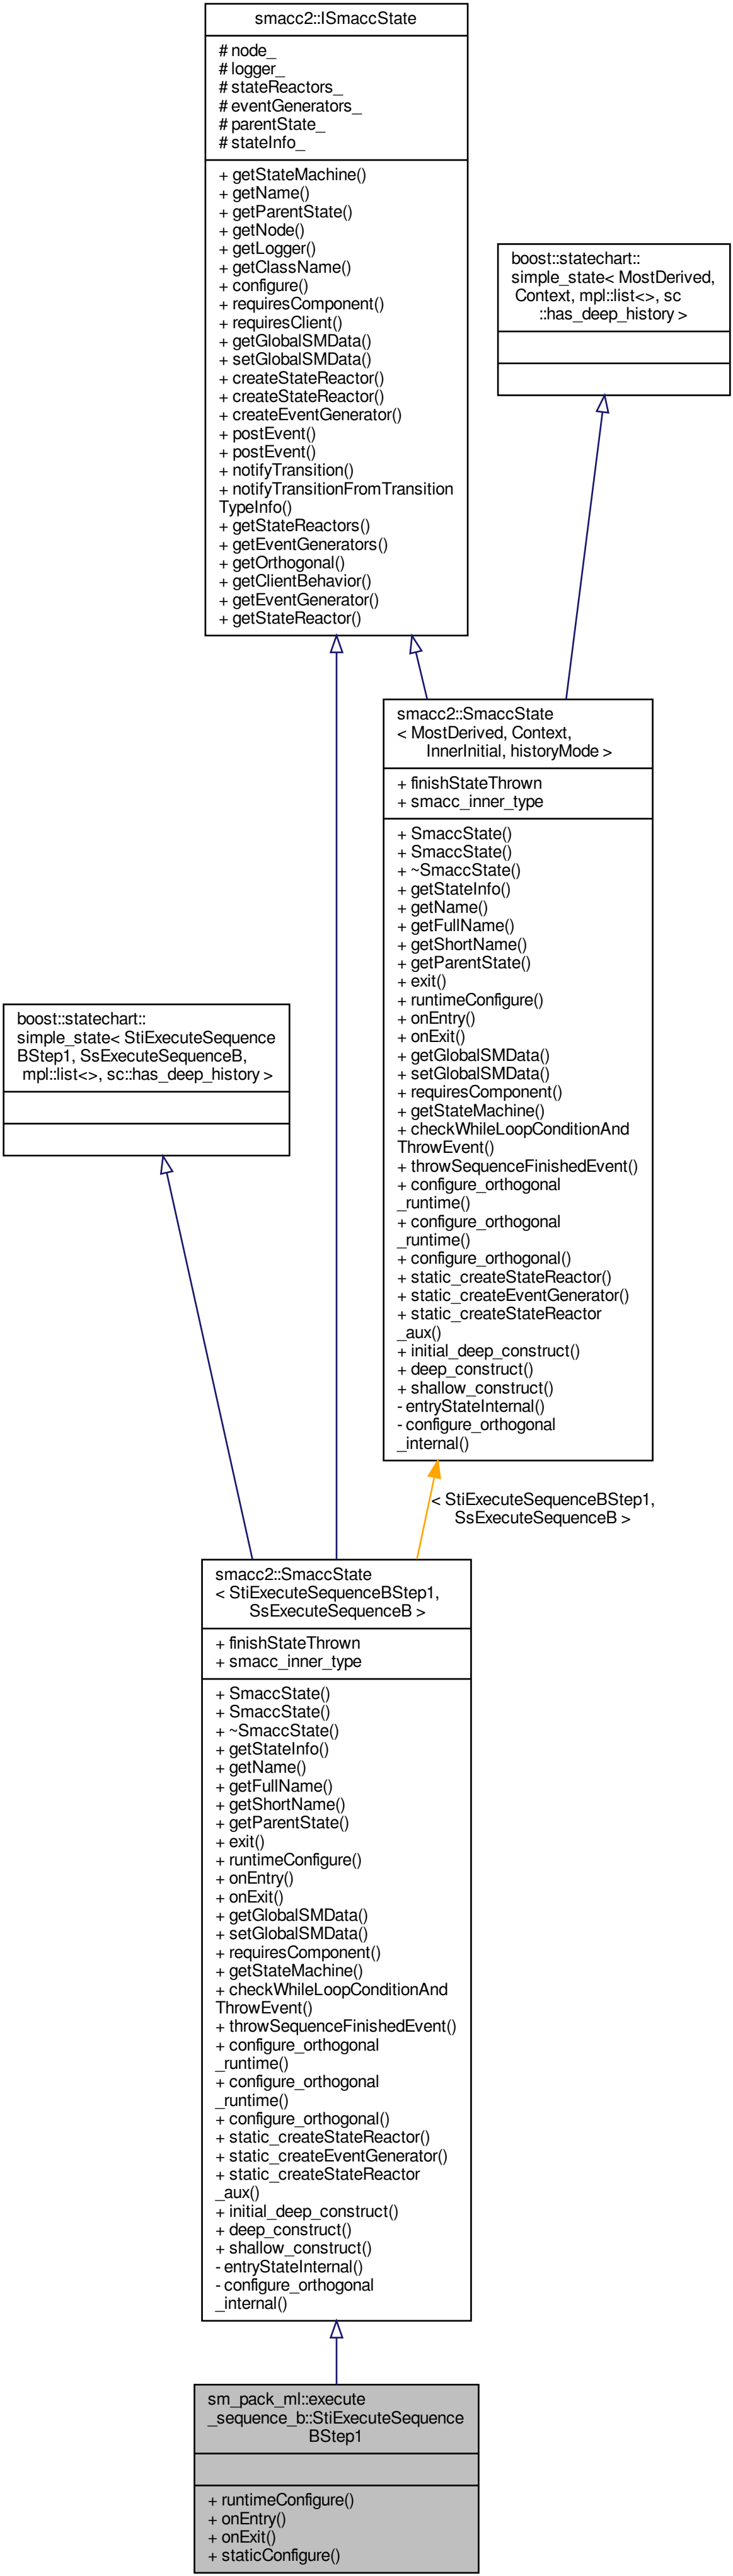 smacc2::ISmaccState
# node_
# logger_
# stateReactors_
# eventGenerators_
# parentState_
# stateInfo_
+ getStateMachine()
+ getName()
+ getParentState()
+ getNode()
+ getLogger()
+ getClassName()
+ configure()
+ requiresComponent()
+ requiresClient()
+ getGlobalSMData()
+ setGlobalSMData()
+ createStateReactor()
+ createStateReactor()
+ createEventGenerator()
+ postEvent()
+ postEvent()
+ notifyTransition()
+ notifyTransitionFromTransition
TypeInfo()
+ getStateReactors()
+ getEventGenerators()
+ getOrthogonal()
+ getClientBehavior()
+ getEventGenerator()
+ getStateReactor()
boost::statechart::
simple_state< MostDerived,
Context, mpl::list<>, sc
::has_deep_history >
smacc2::SmaccState
< MostDerived, Context,
InnerInitial, historyMode >
+ finishStateThrown
+ smacc_inner_type
+ SmaccState()
+ SmaccState()
+ ~SmaccState()
+ getStateInfo()
+ getName()
+ getFullName()
+ getShortName()
+ getParentState()
+ exit()
+ runtimeConfigure()
+ onEntry()
+ onExit()
+ getGlobalSMData()
+ setGlobalSMData()
+ requiresComponent()
+ getStateMachine()
+ checkWhileLoopConditionAnd
ThrowEvent()
+ throwSequenceFinishedEvent()
+ configure_orthogonal
_runtime()
+ configure_orthogonal
_runtime()
+ configure_orthogonal()
+ static_createStateReactor()
+ static_createEventGenerator()
+ static_createStateReactor
_aux()
+ initial_deep_construct()
+ deep_construct()
+ shallow_construct()
- entryStateInternal()
- configure_orthogonal
_internal()
boost::statechart::
simple_state< StiExecuteSequence
BStep1, SsExecuteSequenceB,
mpl::list<>, sc::has_deep_history >
< StiExecuteSequenceBStep1,
SsExecuteSequenceB >
smacc2::SmaccState
< StiExecuteSequenceBStep1,
SsExecuteSequenceB >
+ finishStateThrown
+ smacc_inner_type
+ SmaccState()
+ SmaccState()
+ ~SmaccState()
+ getStateInfo()
+ getName()
+ getFullName()
+ getShortName()
+ getParentState()
+ exit()
+ runtimeConfigure()
+ onEntry()
+ onExit()
+ getGlobalSMData()
+ setGlobalSMData()
+ requiresComponent()
+ getStateMachine()
+ checkWhileLoopConditionAnd
ThrowEvent()
+ throwSequenceFinishedEvent()
+ configure_orthogonal
_runtime()
+ configure_orthogonal
_runtime()
+ configure_orthogonal()
+ static_createStateReactor()
+ static_createEventGenerator()
+ static_createStateReactor
_aux()
+ initial_deep_construct()
+ deep_construct()
+ shallow_construct()
- entryStateInternal()
- configure_orthogonal
_internal()
sm_pack_ml::execute
_sequence_b::StiExecuteSequence
BStep1
+ runtimeConfigure()
+ onEntry()
+ onExit()
+ staticConfigure()